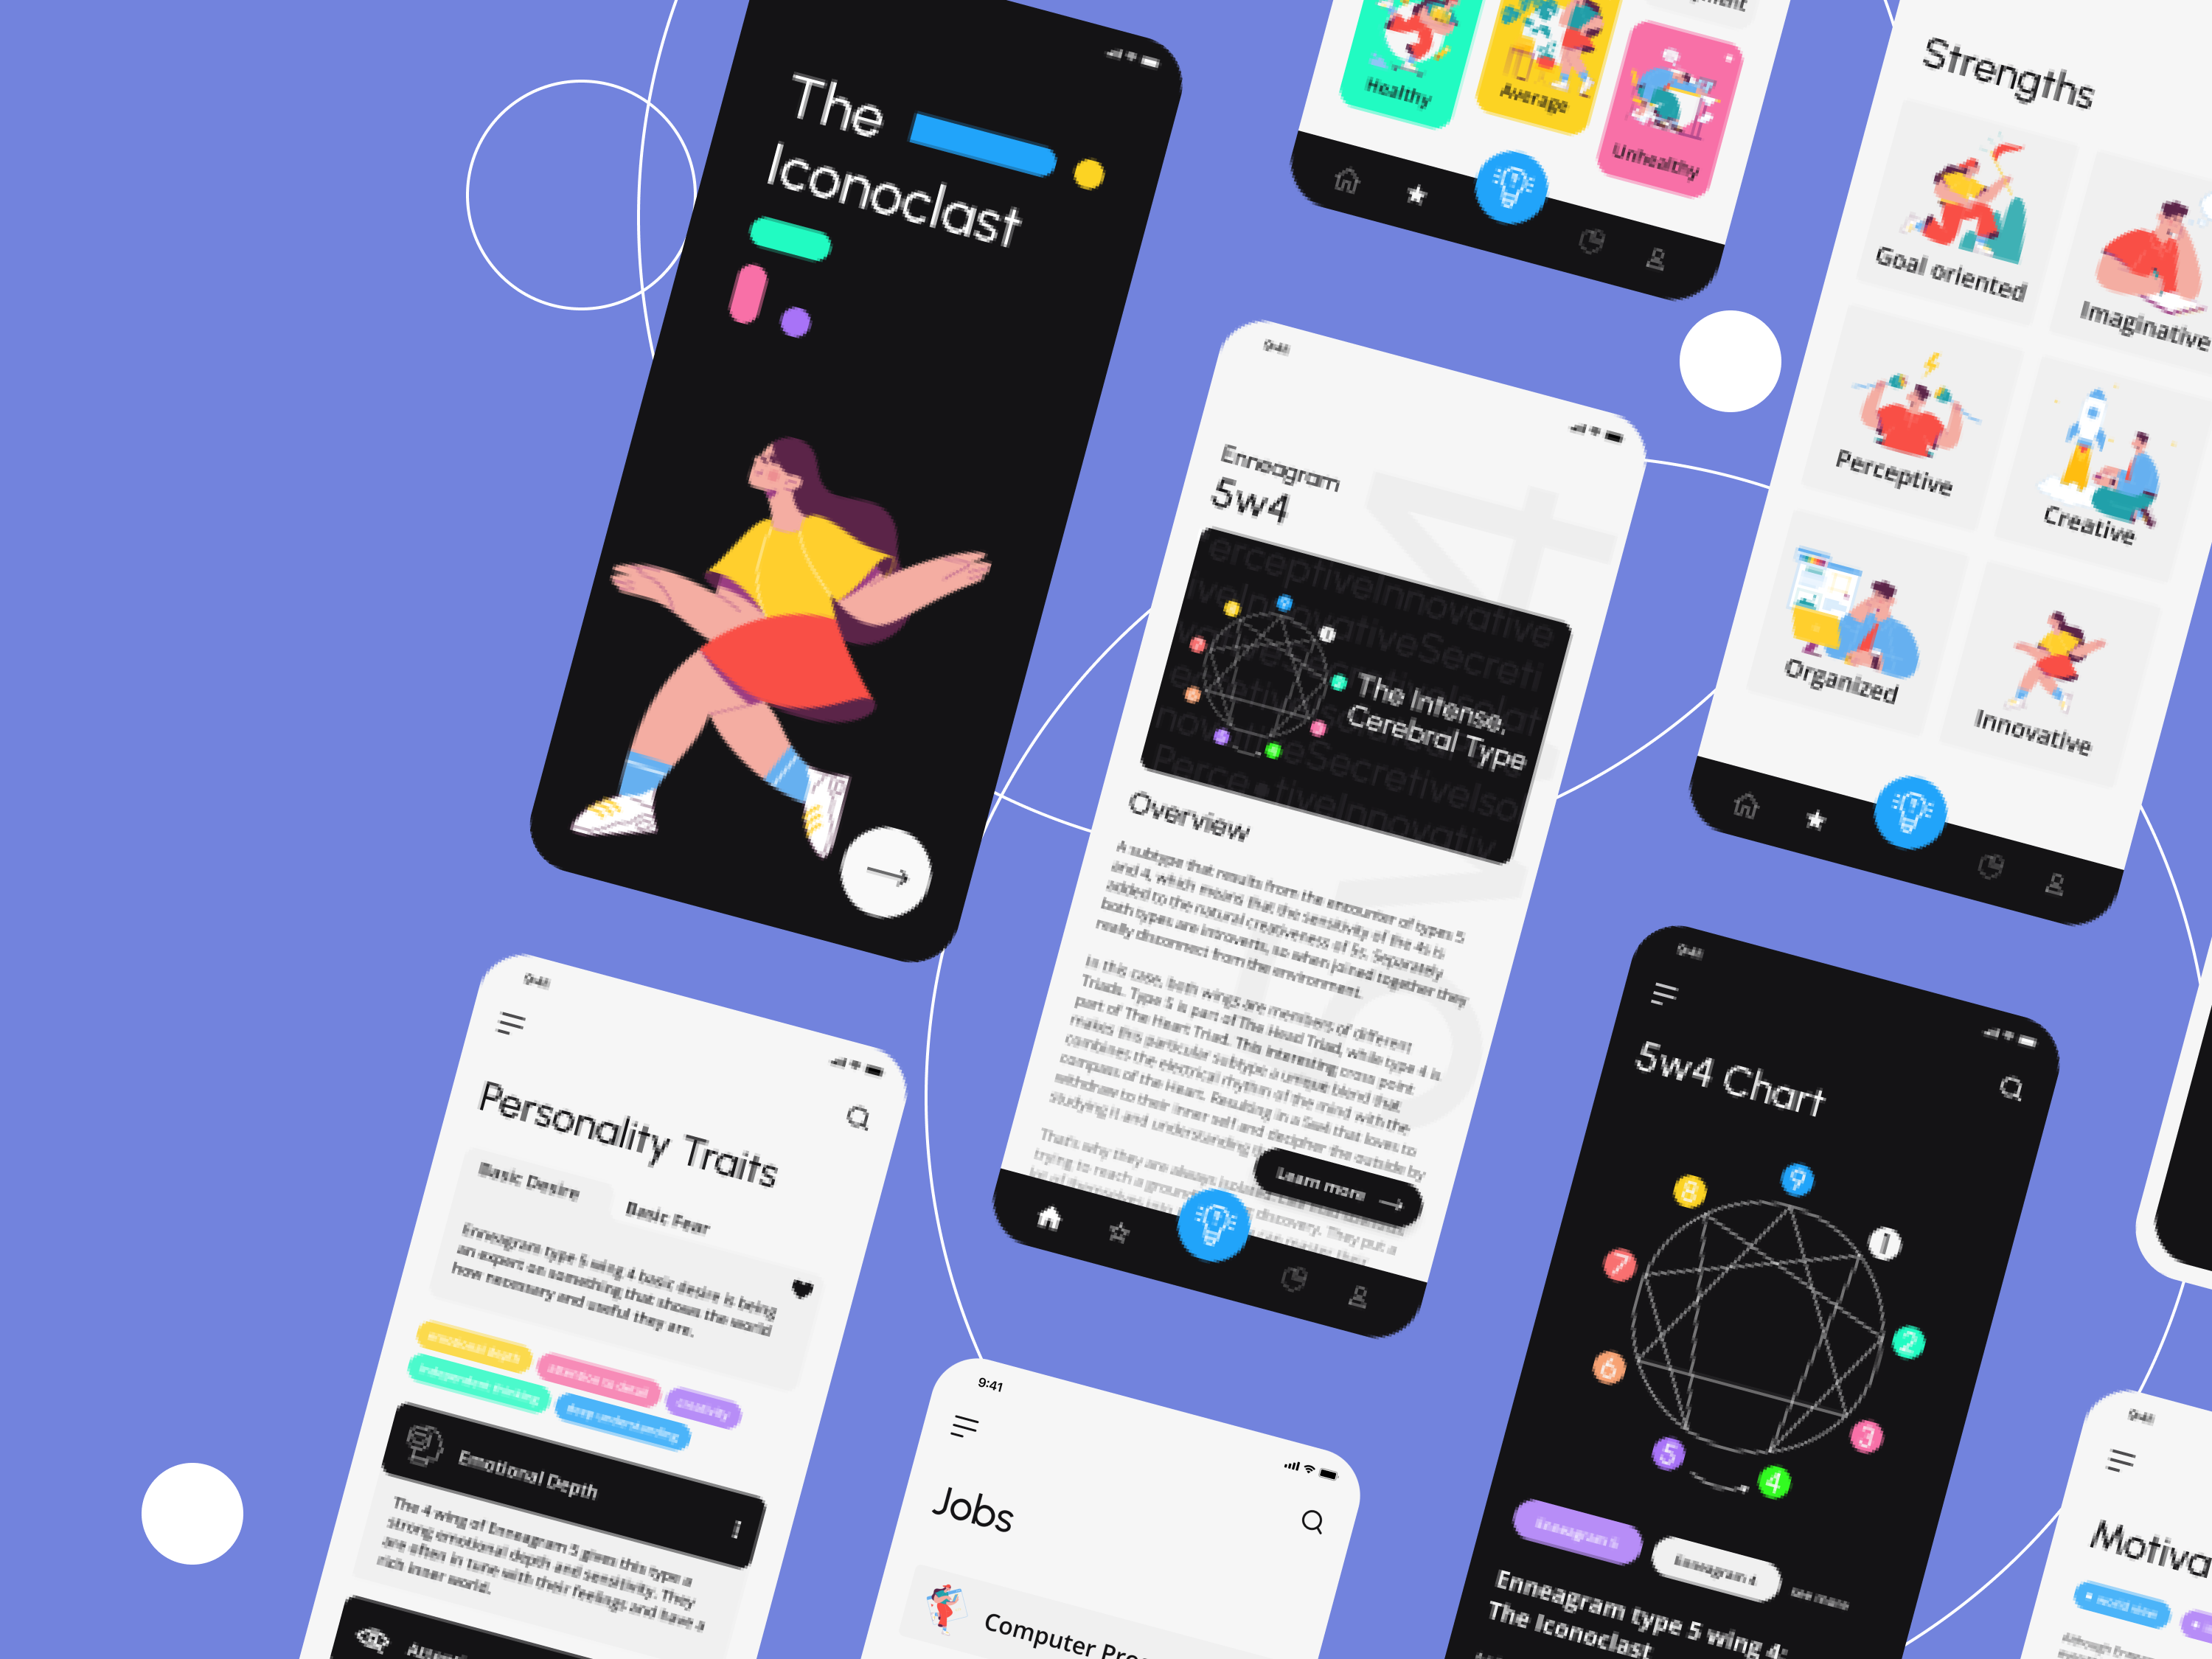 The
Iconoclast
Healthy
Average
Unhealthy
Strengths
Goal oriented
Imaginative
Perceptive
Creative
Organized
Innovative
9:41
Enneagram
5w4
9
1
The Intense,
Cerebral Type
Overview
A subtype that results from the encounter of types 5
and 4, which means that the sensitivity of the 4s is
added to the natural creativeness of 5s. Separately
both types are introverts, so when joined together they
really disconnect from the environment.
In this case, both wings are members of different
Triads. Type 5 is part of The Head Triad, while type 4 is
part of The Heart Triad. This interesting cross point
makes this particular subtype a unique blend that
combines the electrical rhythm of the mind with the
compass of the Heart. Resulting in a 5w4 that loves to
withdraw to their inner self and decipher the outside by
studying it and understanding
That's why they are always isolated
trying to reach a ground discovery. They put a
Learn more
9:41
Personality Traits
Basic Desire
Basic Fear
Enneagram type 5 wing 4 basic desire is being
an expert on something that shows the world
how necessary and useful they are.
emotional depth
attention to detail
creativity
independent thinking
deep understanding
Emotional Depth
The 4 wing of Enneagram 5 gives this type a
strong emotional depth and sensitivity. They
are often in tune with their feelings and have a
rich inner world.
9:41
Jobs
Computer Pro
9:41
5w4 Chart
9
8
1
7
2
6
3
5
4
Enneagram 5
Enneagram 4
see more
Enneagram type 5 wing 4:
The Iconoclast
9:41
Motiva
world view